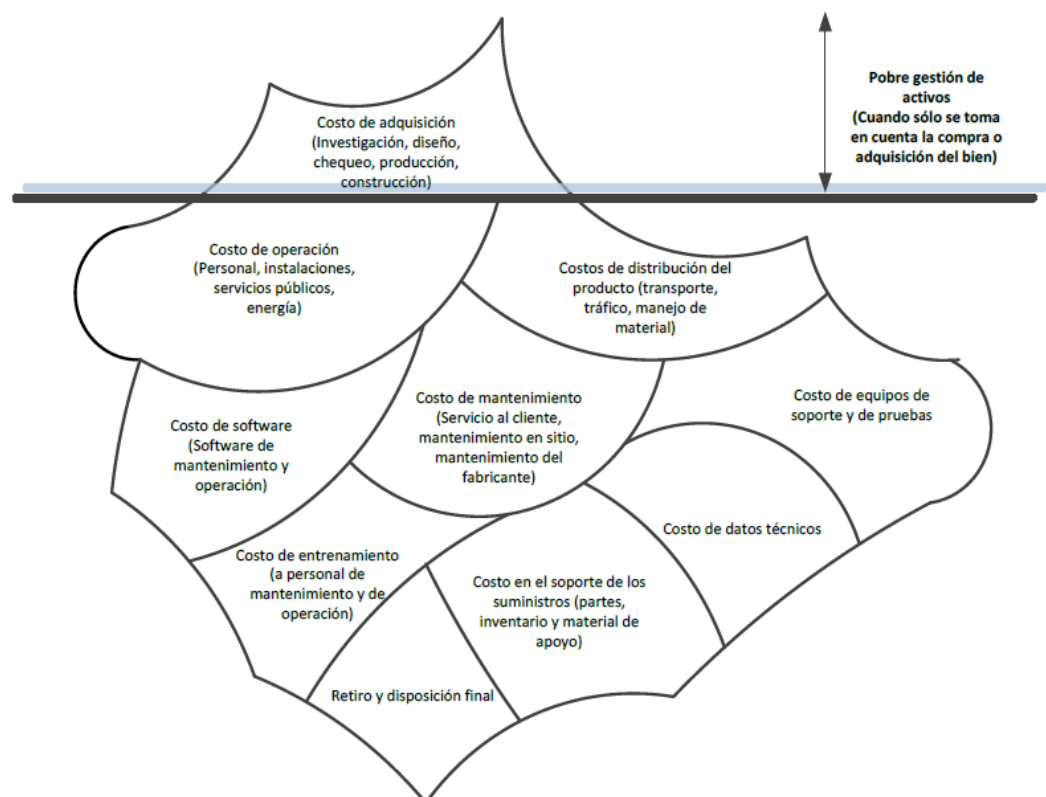 Pobre gestión de
activos
(Cuando sólo se toma
en cuenta la compra o
adquisición del bien)
Costo de adquisición
(Investigación, diseño,
chequeo, producción,
construcción)
Costo de operación
(Personal, instalaciones,
servicios públicos,
energía)
Costos de distribución del
producto (transporte,
tráfico, manejo de
material)
Costo de software
(Software de
mantenimiento y
operación)
Costo de mantenimiento
(Servicio al cliente,
mantenimiento en sitio,
mantenimiento del
fabricante)
Costo de equipos de
soporte y de pruebas
Costo de entrenamiento
(a personal de
mantenimiento y de
operación)
Costo en el soporte de los
suministros (partes,
inventario y material de
apoyo)
Costo de datos técnicos
Retiro y disposición final